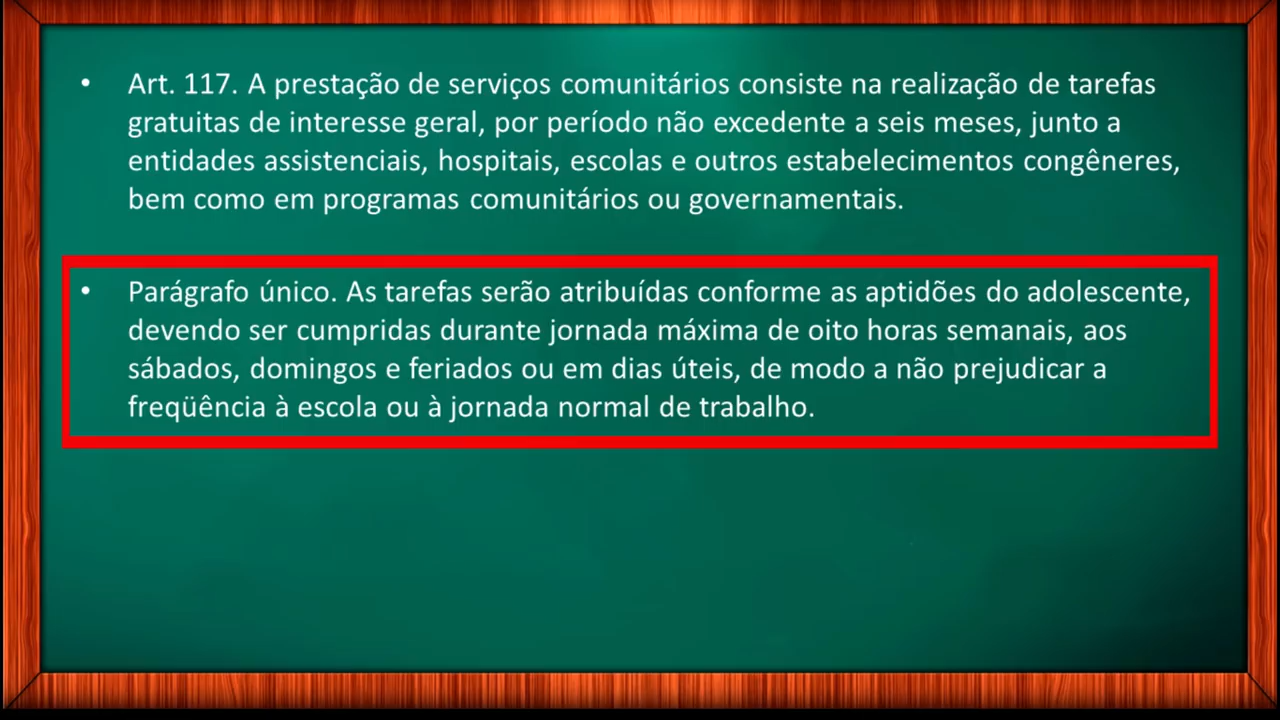 • Art. 117. A prestação de serviços comunitários consiste na realização de tarefas
gratuitas de interesse geral, por período não excedente a seis meses, junto a
entidades assistenciais, hospitais, escolas e outros estabelecimentos congêneres,
bem como em programas comunitários ou governamentais.
• Parágrafo único. As tarefas serão atribuídas conforme as aptidões do adolescente,
devendo ser cumpridas durante jornada máxima de oito horas semanais, aos
sábados, domingos e feriados ou em dias úteis, de modo a não prejudicar a
freqüência à escola ou à jornada normal de trabalho.